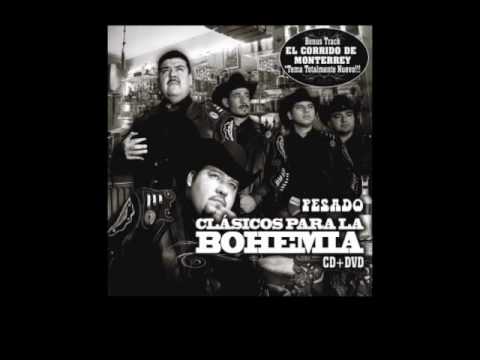 Bonus Track
EL CORRIDO DE
MONTERREY
"Tema Totalmente Nuevo!!!
PESADO
CLÁSICOS PARA LA
BOHEMIA
CD+DVD